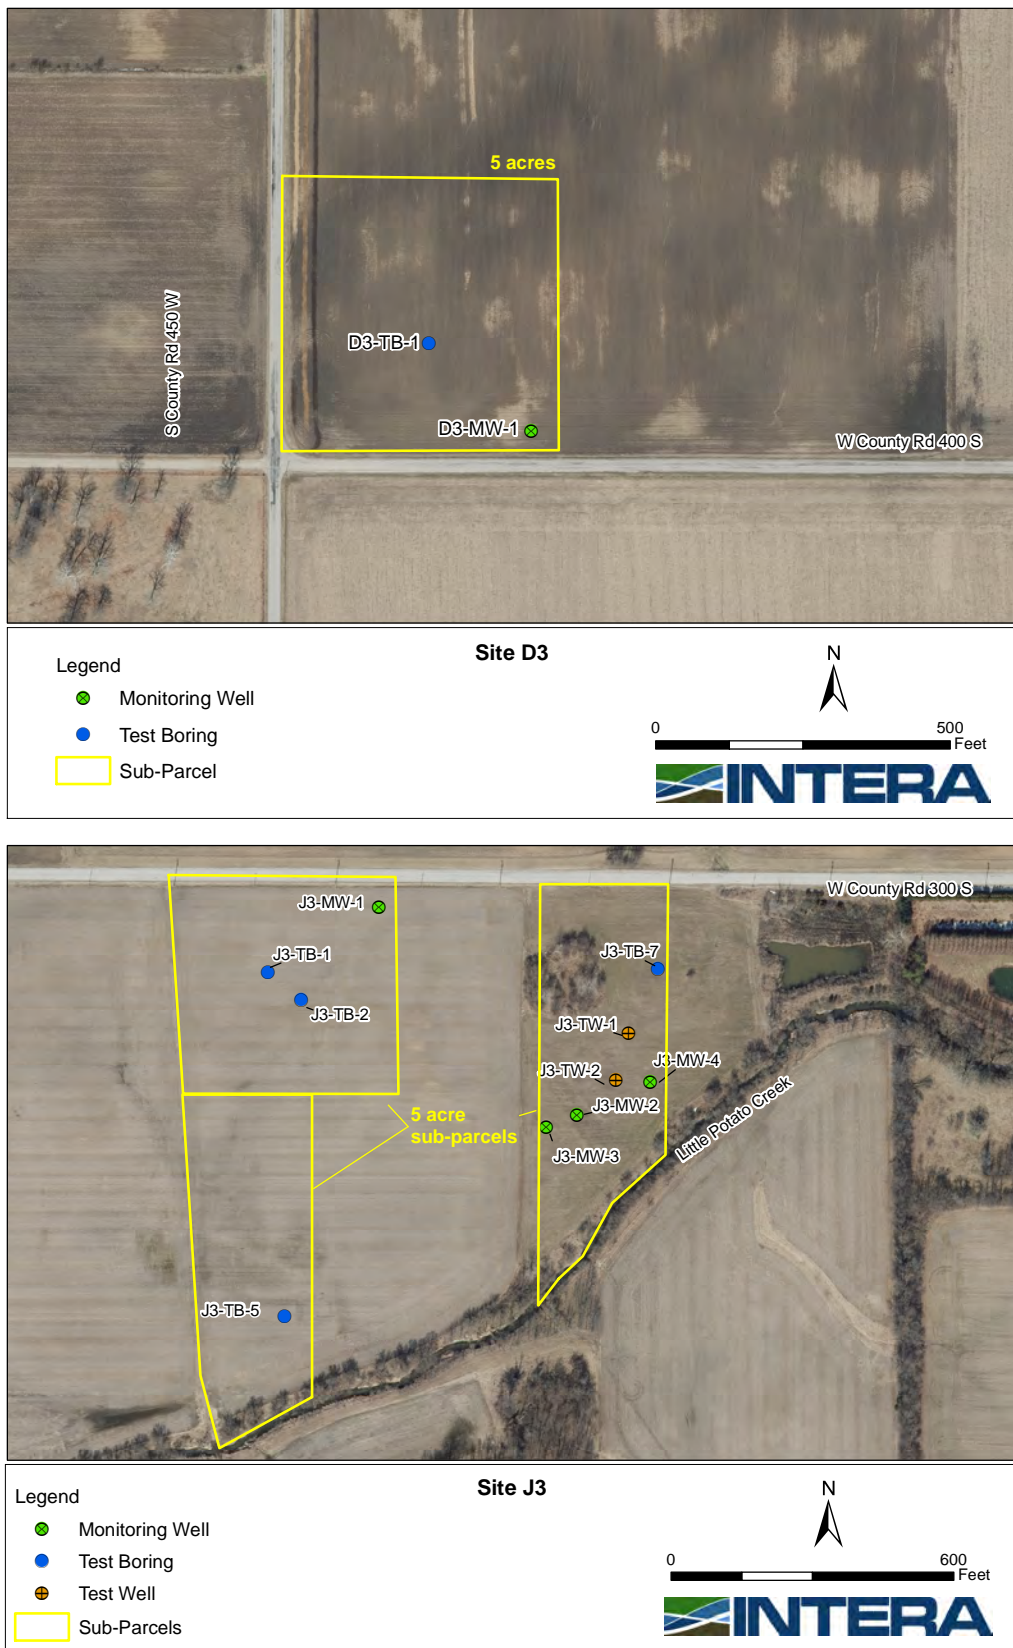 5 acres
S County Rd 450 W
D3-TB-1
D3-MW-1
W County Rd 400 S
Site D3
Legend
Monitoring Well
Test Boring
Sub-Parcel
N
0 500
Feet
INTERA
W County Rd 300 S
J3-MW-1
J3-TB-1
J3-TB-2
J3-TB-7
J3-TW-1
J3-TW-2
J3-MW-4
J3-MW-2
J3-MW-3
5 acre
sub-parcels
Little Potato Creek
J3-TB-5
Site J3
Legend
Monitoring Well
Test Boring
Test Well
Sub-Parcels
N
0 600
Feet
INTERA